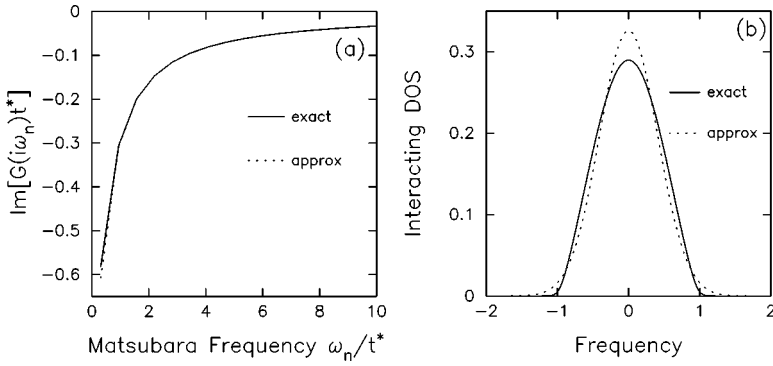 0
-0.1
-0.2
-0.3
-0.4
-0.5
-0.6
Im[G(iω_n)t*]
(a)
exact
approx
0 2 4 6 8 10
Matsubara Frequency ω_n/t*
0.3
0.2
0.1
0
Interacting DOS
(b)
exact
approx
-2 -1 0 1 2
Frequency